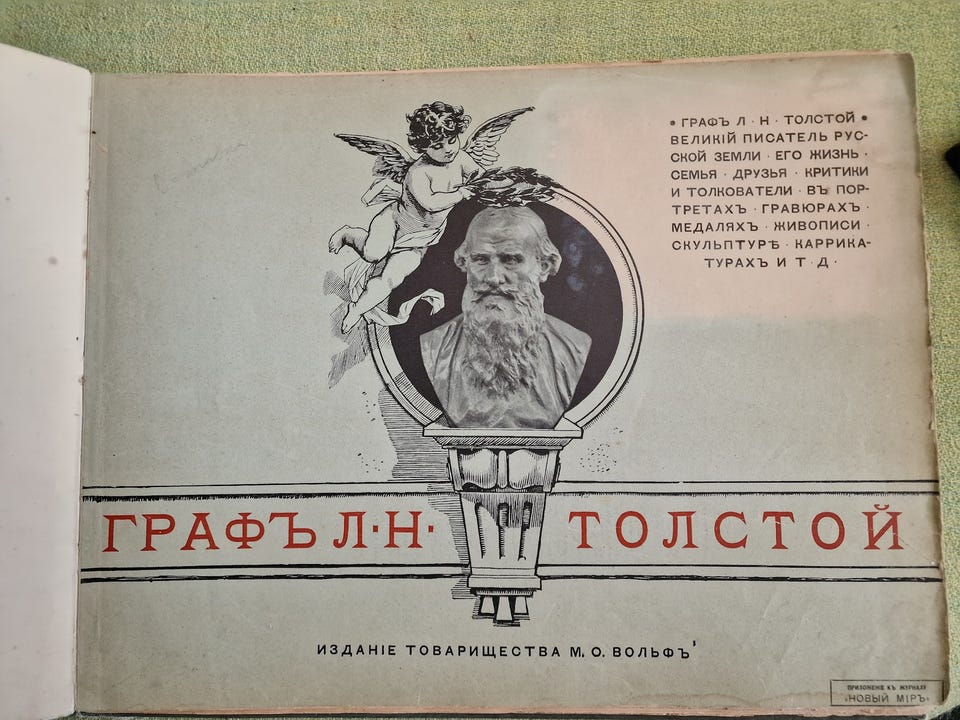 • ГРАФЪ Л · Н · ТОЛСТОЙ •
ВЕЛИКІЙ ПИСАТЕЛЬ РУС-
СКОЙ ЗЕМЛИ · ЕГО ЖИЗНЬ ·
СЕМЬЯ · ДРУЗЬЯ · КРИТИКИ
И ТОЛКОВАТЕЛИ · ВЪ ПОР-
ТРЕТАХЪ · ГРАВЮРАХЪ ·
МЕДАЛЯХЪ · ЖИВОПИСИ ·
СКУЛЬПТУРѢ · КАРРИКА-
ТУРАХЪ И Т · Д ·
ГРАФЪ Л·Н· ТОЛСТОЙ
ИЗДАНІЕ ТОВАРИЩЕСТВА М. О. ВОЛЬФЪ
ПРИЛОЖЕНІЕ КЪ ЖУРНАЛУ
«НОВЫЙ МІРЪ»